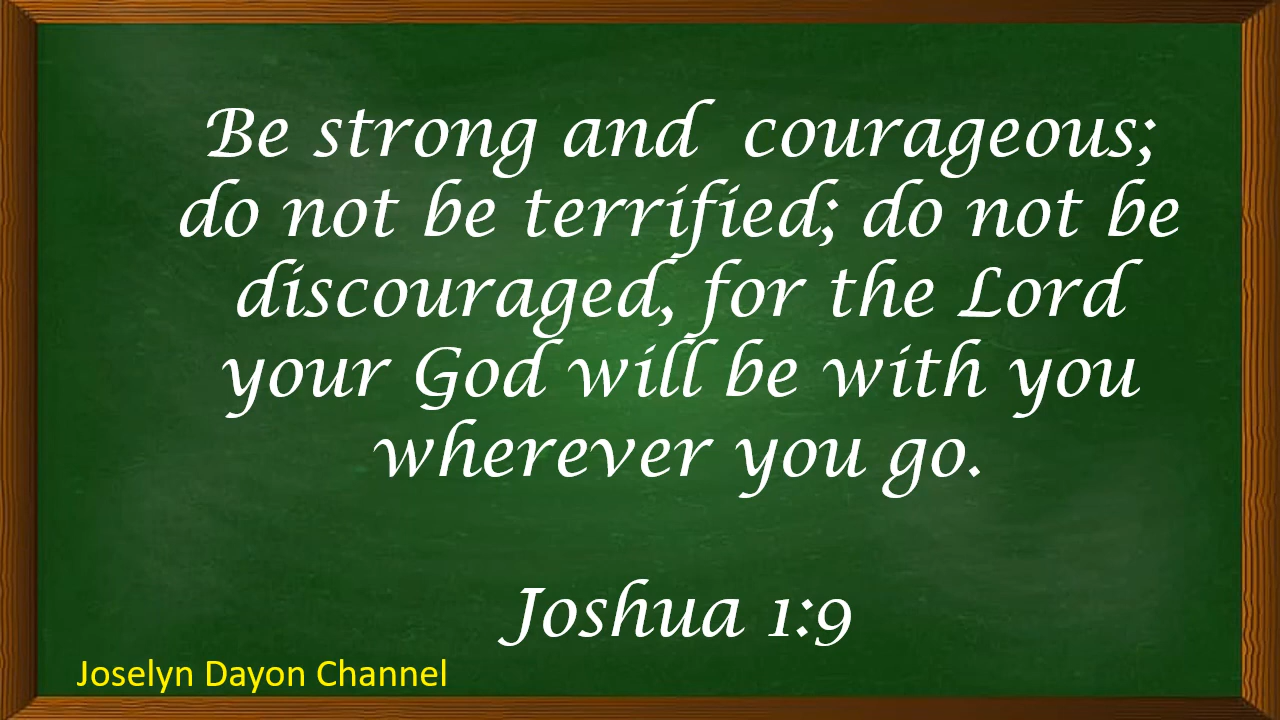 Be strong and courageous;
do not be terrified; do not be
discouraged, for the Lord
your God will be with you
wherever you go.
Joshua 1:9
Joselyn Dayon Channel